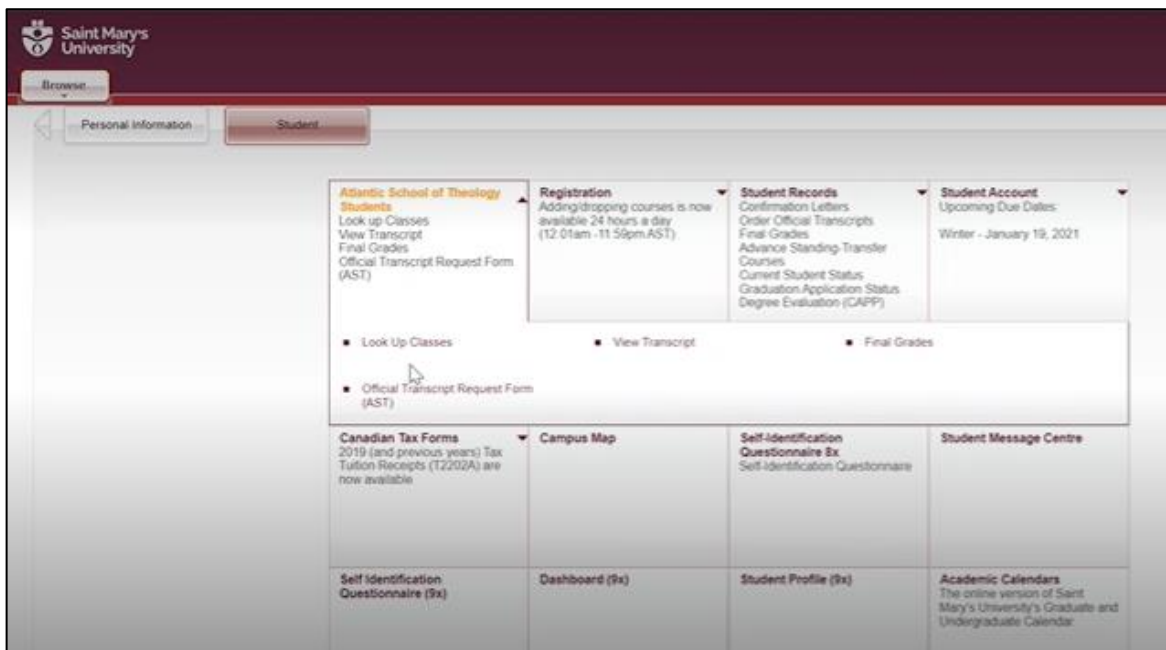 Saint Mary's
University
Browse
Personal Information
Student
Atlantic School of Theology
Students
Look up Classes
View Transcript
Final Grades
Official Transcript Request Form
(AST)
Registration
Adding/dropping courses is now
available 24 hours a day
(12:01am -11:59pm AST)
Student Records
Confirmation Letters
Order Official Transcripts
Final Grades
Advance Standing-Transfer
Courses
Current Student Status
Graduation Application Status
Degree Evaluation (CAPP)
Student Account
Upcoming Due Dates:
Winter - January 19, 2021
Look Up Classes
View Transcript
Final Grades
Official Transcript Request Form
(AST)
Canadian Tax Forms
2019 (and previous years) Tax
Tuition Receipts (T2202A) are
now available
Campus Map
Self-Identification
Questionnaire 8x
Self-Identification Questionnaire
Student Message Centre
Self Identification
Questionnaire (9x)
Dashboard (9x)
Student Profile (9x)
Academic Calendars
The online version of Saint
Mary's University's Graduate and
Undergraduate Calendar